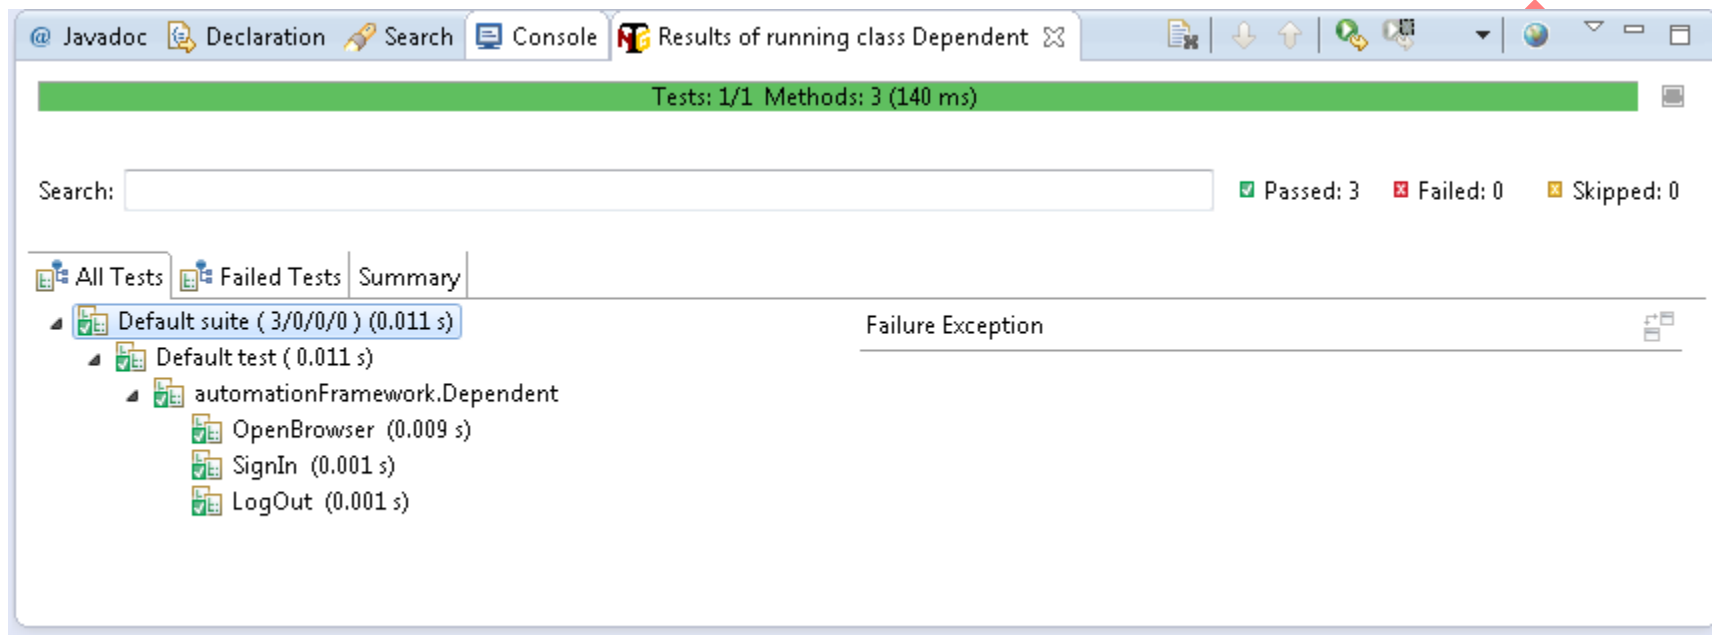 @ Javadoc Declaration Search Console Results of running class Dependent
Tests: 1/1 Methods: 3 (140 ms)
Search: Passed: 3 Failed: 0 Skipped: 0
All Tests Failed Tests Summary
Default suite ( 3/0/0/0 ) (0.011 s) Failure Exception
Default test ( 0.011 s)
automationFramework.Dependent
OpenBrowser (0.009 s)
SignIn (0.001 s)
LogOut (0.001 s)